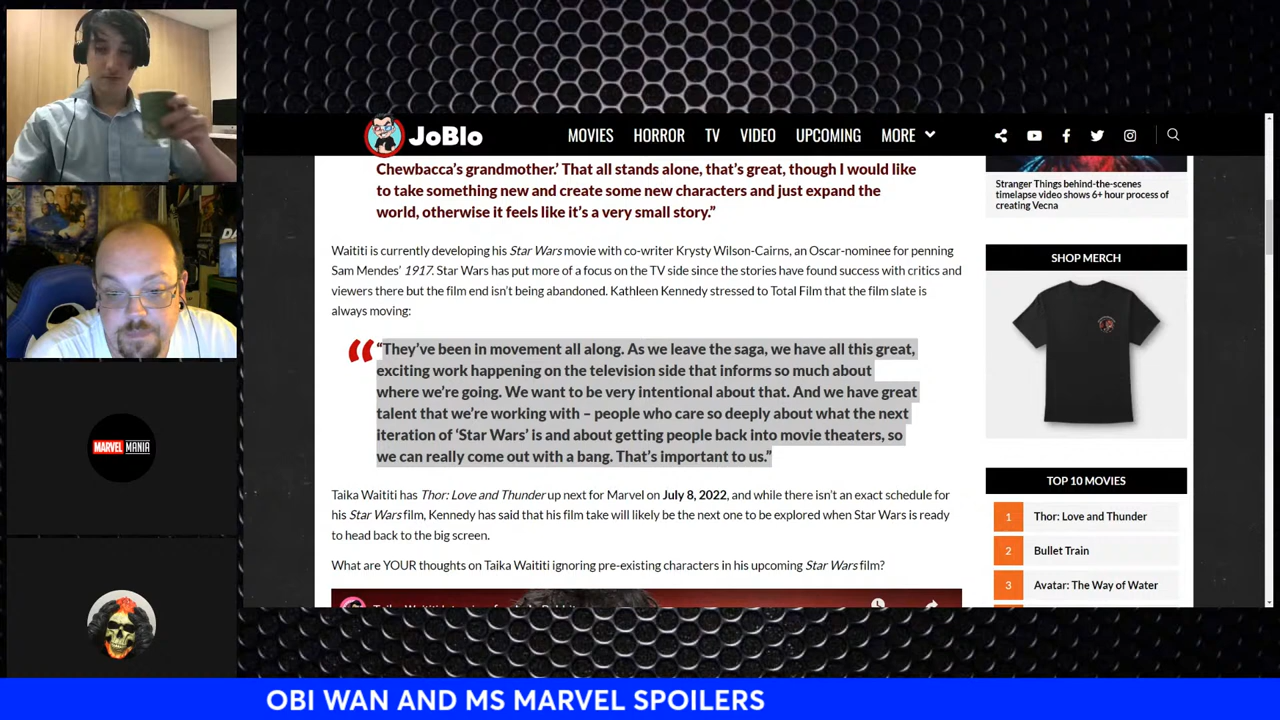 JoBlo
MOVIES HORROR TV VIDEO UPCOMING MORE
Chewbacca’s grandmother.’ That all stands alone, that’s great, though I would like
to take something new and create some new characters and just expand the
world, otherwise it feels like it’s a very small story.”
Waititi is currently developing his Star Wars movie with co-writer Krysty Wilson-Cairns, an Oscar-nominee for penning
Sam Mendes’ 1917. Star Wars has put more of a focus on the TV side since the stories have found success with critics and
viewers there but the film end isn’t being abandoned. Kathleen Kennedy stressed to Total Film that the film slate is
always moving:
“They’ve been in movement all along. As we leave the saga, we have all this great,
exciting work happening on the television side that informs so much about
where we’re going. We want to be very intentional about that. And we have great
talent that we’re working with – people who care so deeply about what the next
iteration of ‘Star Wars’ is and about getting people back into movie theaters, so
we can really come out with a bang. That’s important to us.”
Taika Waititi has Thor: Love and Thunder up next for Marvel on July 8, 2022, and while there isn’t an exact schedule for
his Star Wars film, Kennedy has said that his film take will likely be the next one to be explored when Star Wars is ready
to head back to the big screen.
What are YOUR thoughts on Taika Waititi ignoring pre-existing characters in his upcoming Star Wars film?
Stranger Things behind-the-scenes
timelapse video shows 6+ hour process of
creating Vecna
SHOP MERCH
TOP 10 MOVIES
1 Thor: Love and Thunder
2 Bullet Train
3 Avatar: The Way of Water
MARVEL MANIA
OBI WAN AND MS MARVEL SPOILERS